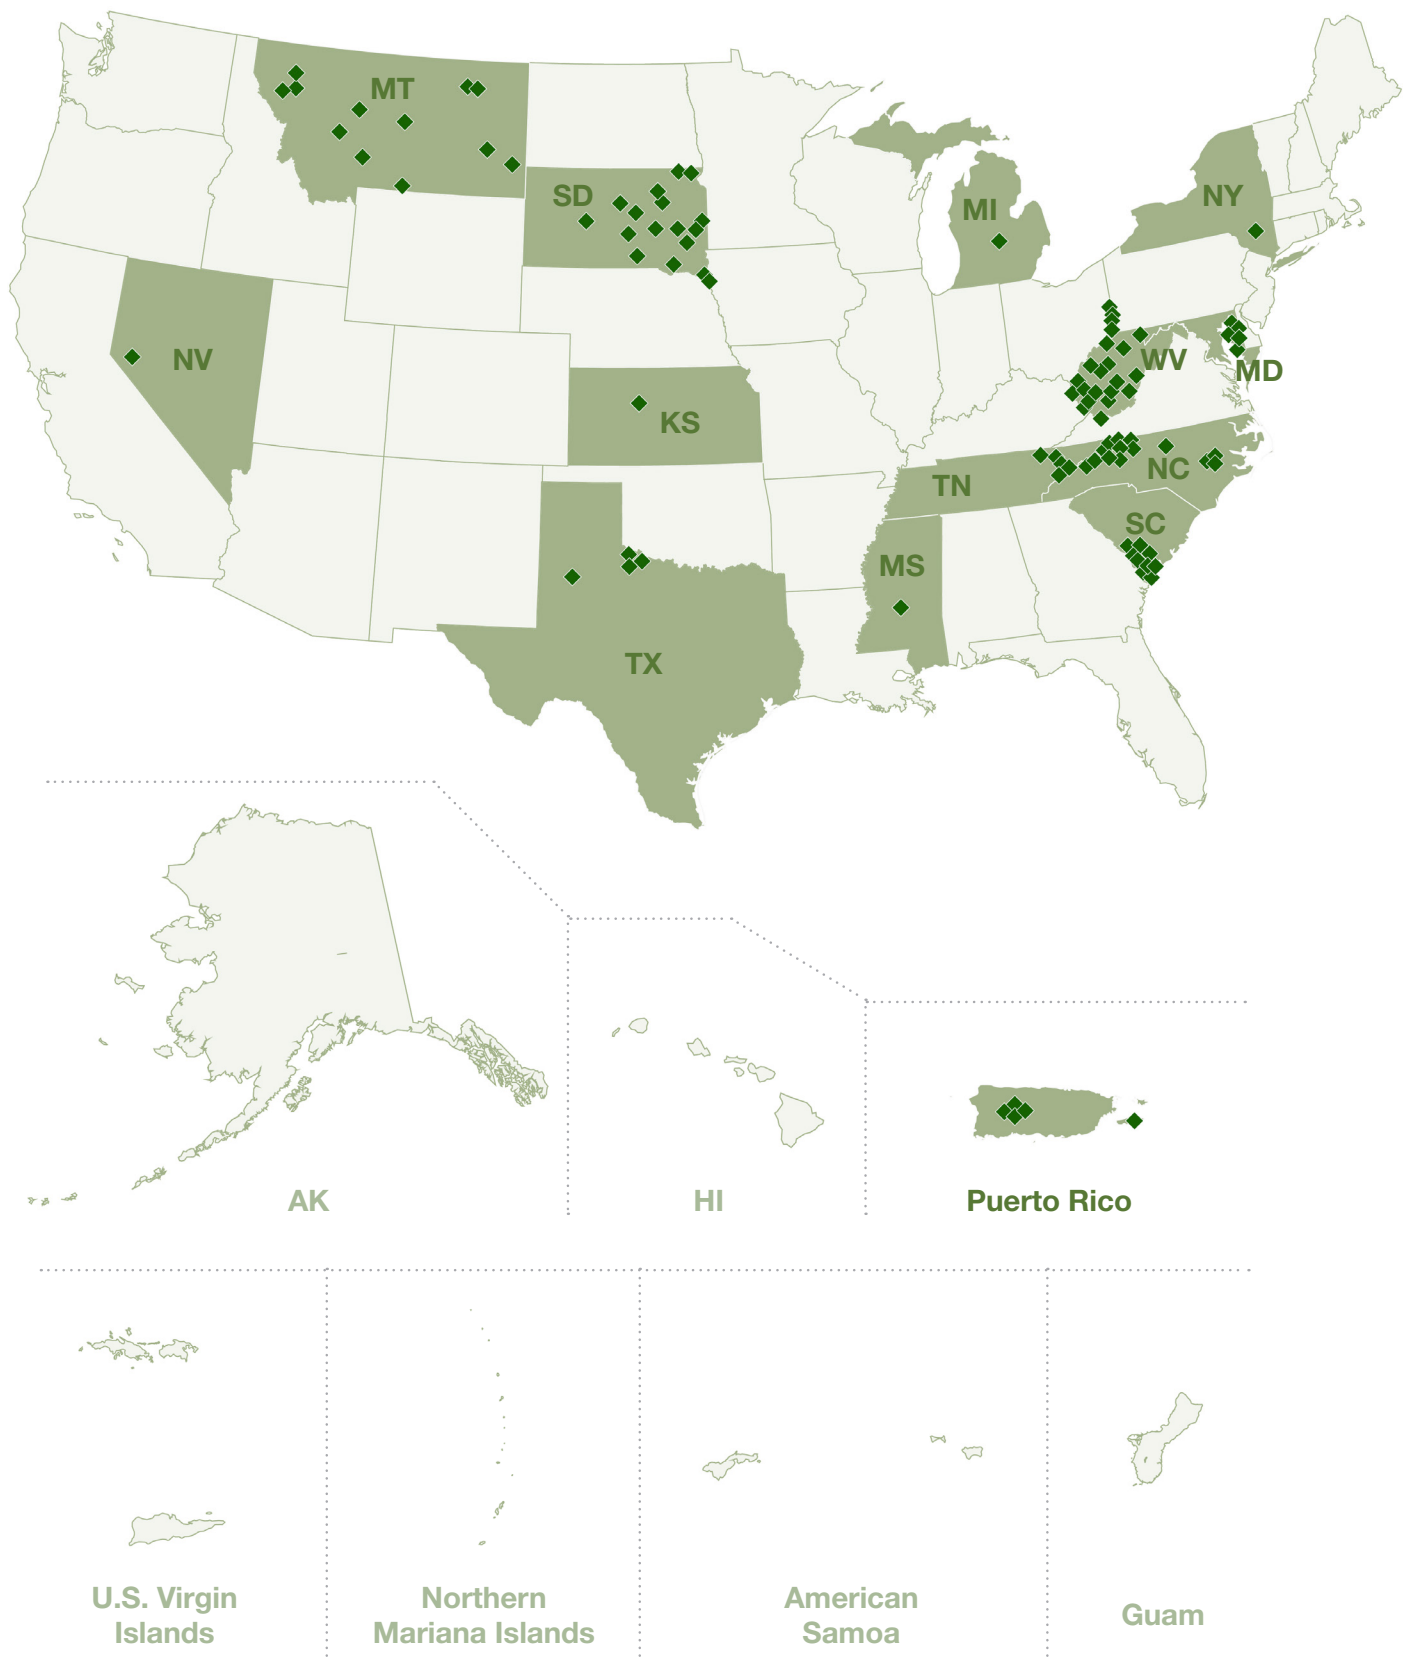 MT
SD
MI
NY
NV
WV
MD
KS
TN
NC
SC
MS
TX
AK
HI
Puerto Rico
U.S. Virgin
Islands
Northern
Mariana Islands
American
Samoa
Guam